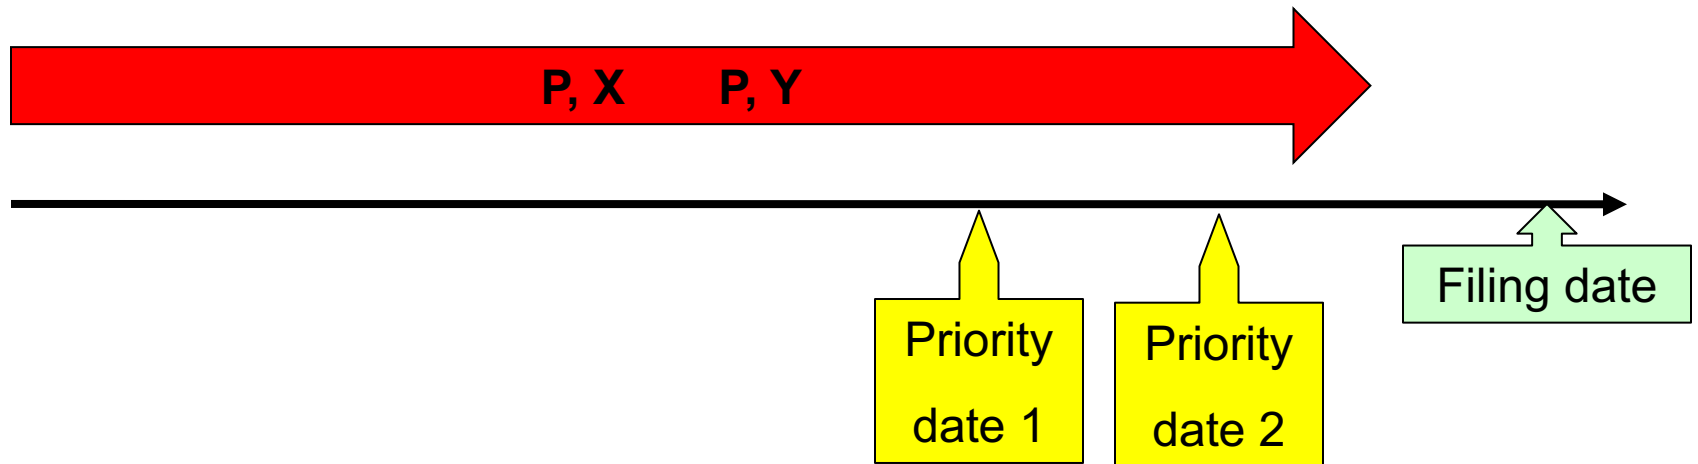 P, X P, Y
Priority
date 1
Priority
date 2
Filing date